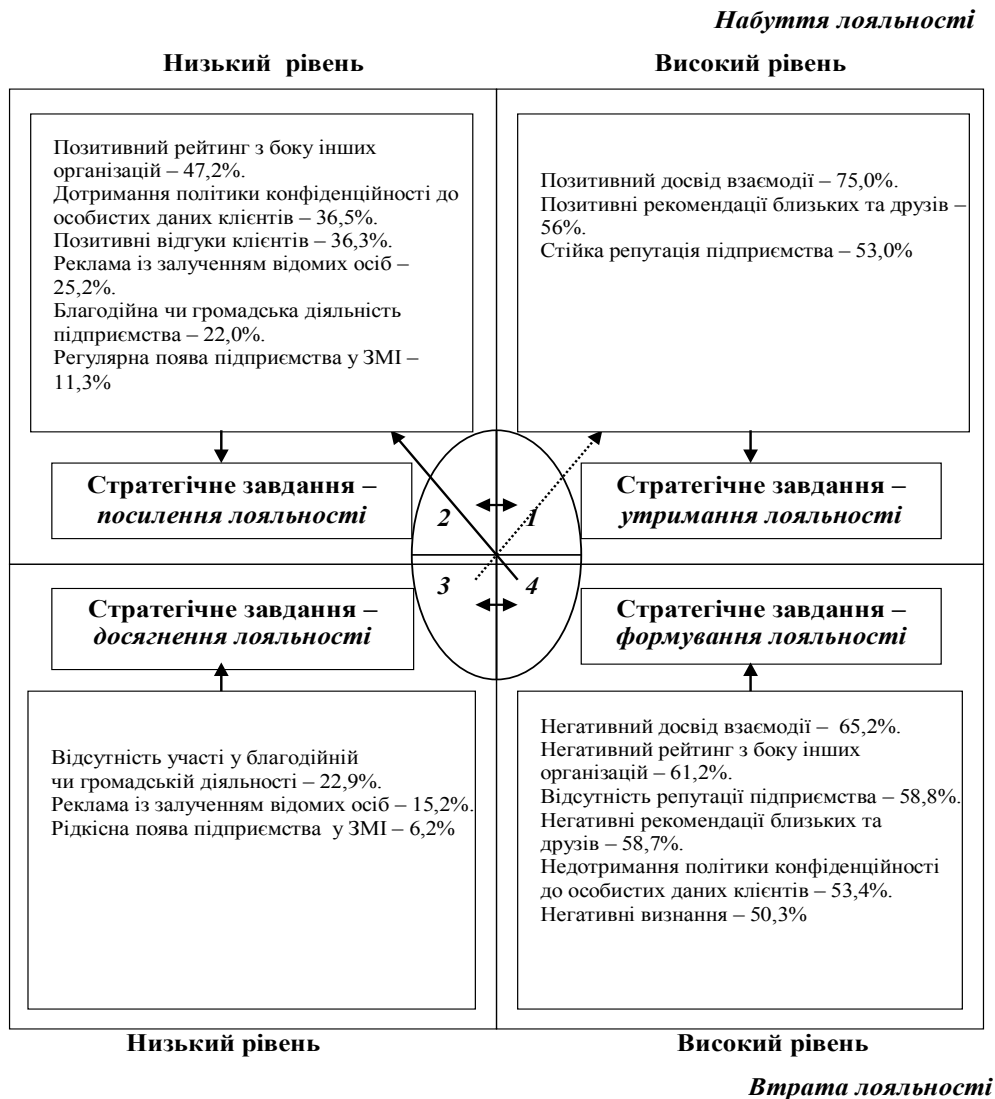 Набуття лояльності
Низький рівень
Високий рівень
Позитивний рейтинг з боку інших
організацій – 47,2%.
Дотримання політики конфіденційності до
особистих даних клієнтів – 36,5%.
Позитивні відгуки клієнтів – 36,3%.
Реклама із залученням відомих осіб –
25,2%.
Благодійна чи громадська діяльність
підприємства – 22,0%.
Регулярна поява підприємства у ЗМІ –
11,3%
Позитивний досвід взаємодії – 75,0%.
Позитивні рекомендації близьких та друзів –
56%.
Стійка репутація підприємства – 53,0%
Стратегічне завдання –
посилення лояльності
Стратегічне завдання –
утримання лояльності
2
1
3
4
Стратегічне завдання –
досягнення лояльності
Стратегічне завдання –
формування лояльності
Відсутність участі у благодійній
чи громадській діяльності – 22,9%.
Реклама із залученням відомих осіб – 15,2%.
Рідкісна поява підприємства у ЗМІ – 6,2%
Негативний досвід взаємодії – 65,2%.
Негативний рейтинг з боку інших
організацій – 61,2%.
Відсутність репутації підприємства – 58,8%.
Негативні рекомендації близьких та
друзів – 58,7%.
Недотримання політики конфіденційності
до особистих даних клієнтів – 53,4%.
Негативні визнання – 50,3%
Низький рівень
Високий рівень
Втрата лояльності